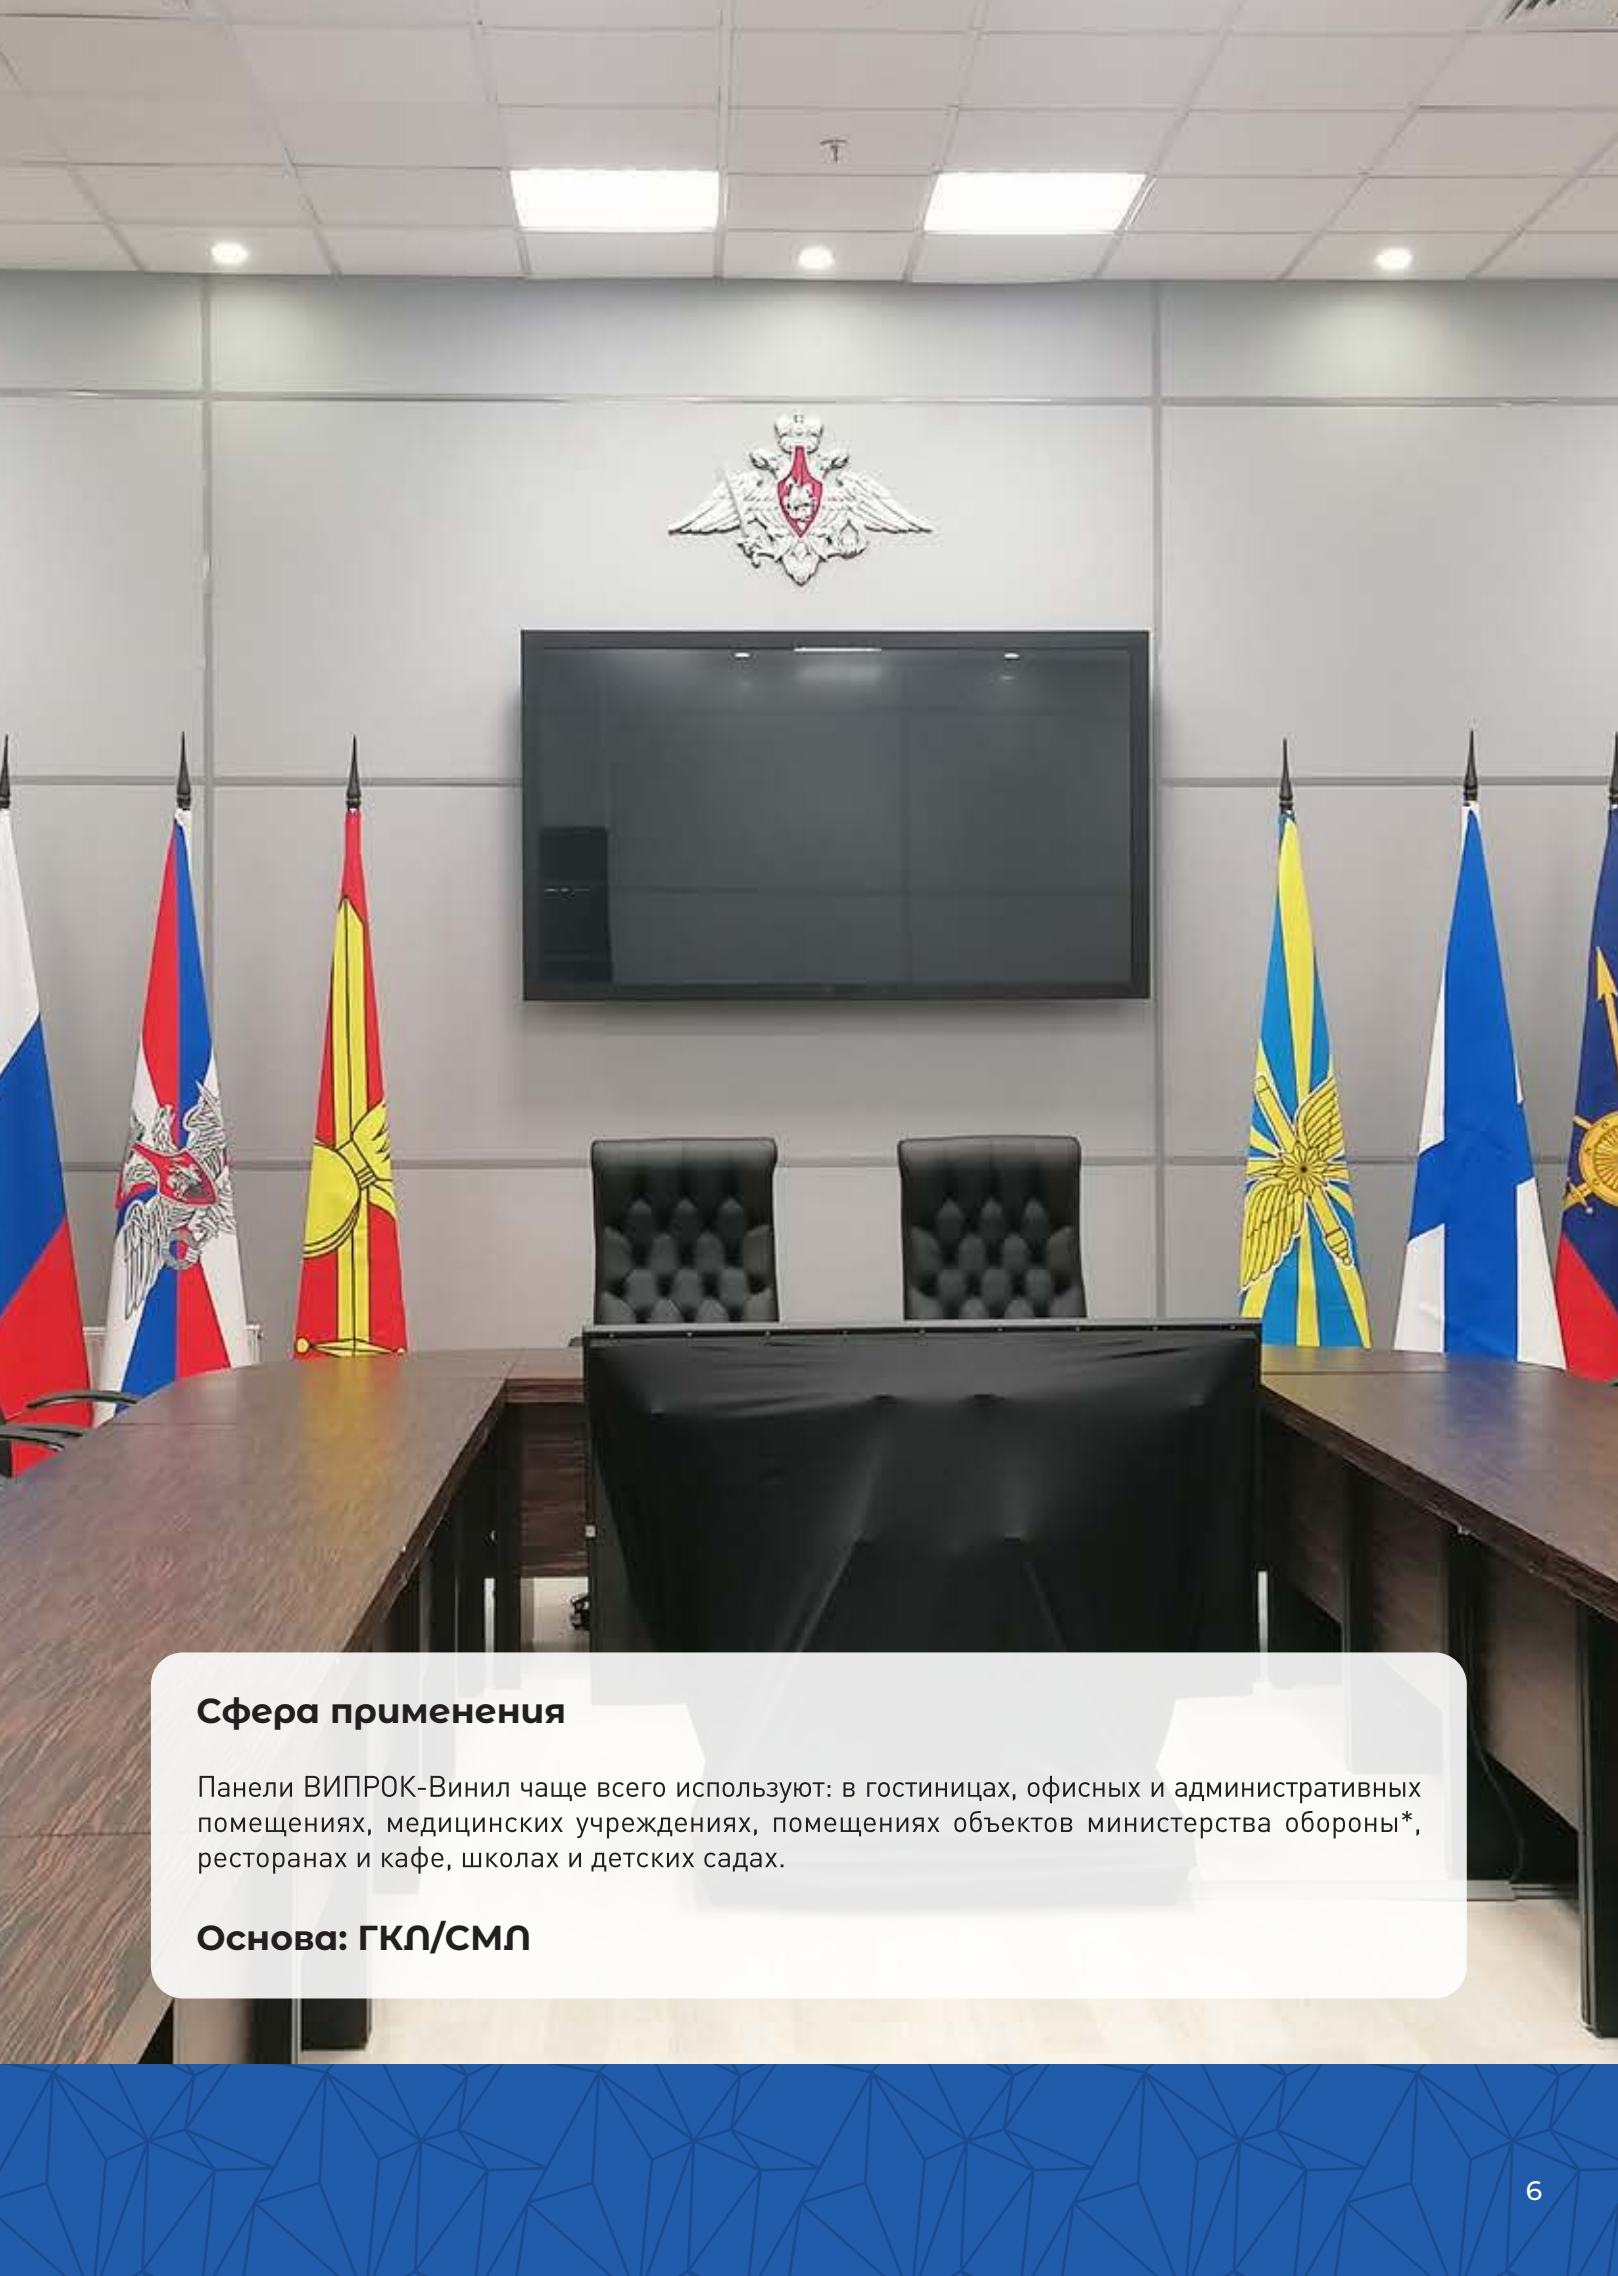 Сфера применения
Панели ВИПРОК-Винил чаще всего используют: в гостиницах, офисных и административных
помещениях, медицинских учреждениях, помещениях объектов министерства обороны*,
ресторанах и кафе, школах и детских садах.
Основа: ГКЛ/СМЛ
6